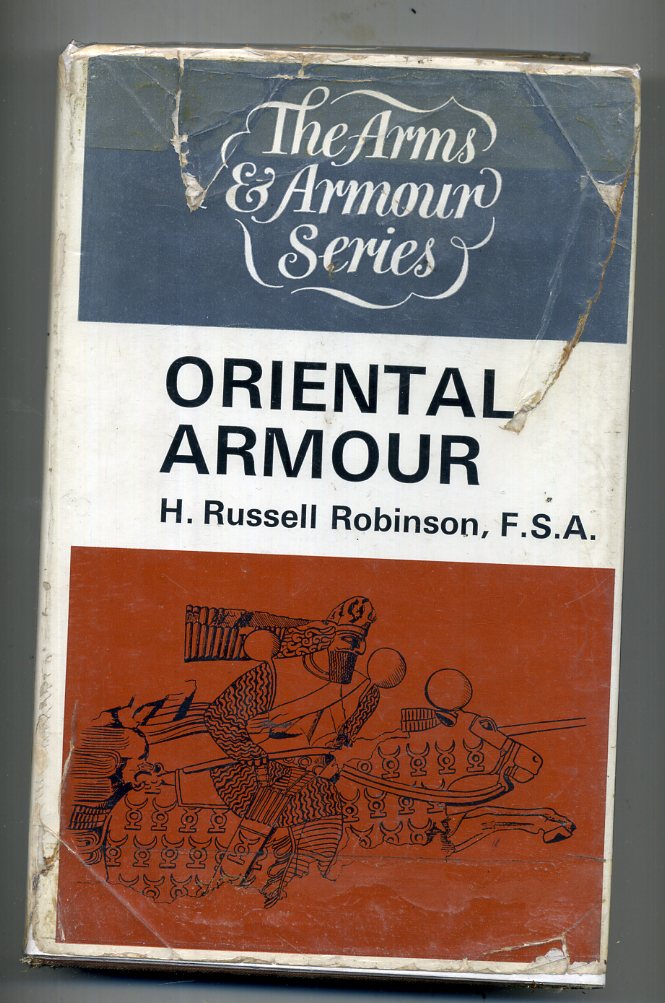 The Arms
& Armour
Series
ORIENTAL
ARMOUR
H. Russell Robinson, F.S.A.